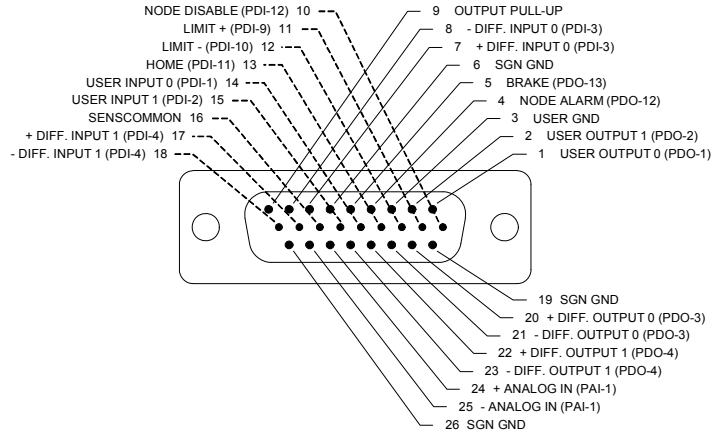 NODE DISABLE (PDI-12) 10
LIMIT + (PDI-9) 11
LIMIT - (PDI-10) 12
HOME (PDI-11) 13
USER INPUT 0 (PDI-1) 14
USER INPUT 1 (PDI-2) 15
SENSCOMMON 16
+ DIFF. INPUT 1 (PDI-4) 17
- DIFF. INPUT 1 (PDI-4) 18
9 OUTPUT PULL-UP
8 - DIFF. INPUT 0 (PDI-3)
7 + DIFF. INPUT 0 (PDI-3)
6 SGN GND
5 BRAKE (PDO-13)
4 NODE ALARM (PDO-12)
3 USER GND
2 USER OUTPUT 1 (PDO-2)
1 USER OUTPUT 0 (PDO-1)
19 SGN GND
20 + DIFF. OUTPUT 0 (PDO-3)
21 - DIFF. OUTPUT 0 (PDO-3)
22 + DIFF. OUTPUT 1 (PDO-4)
23 - DIFF. OUTPUT 1 (PDO-4)
24 + ANALOG IN (PAI-1)
25 - ANALOG IN (PAI-1)
26 SGN GND